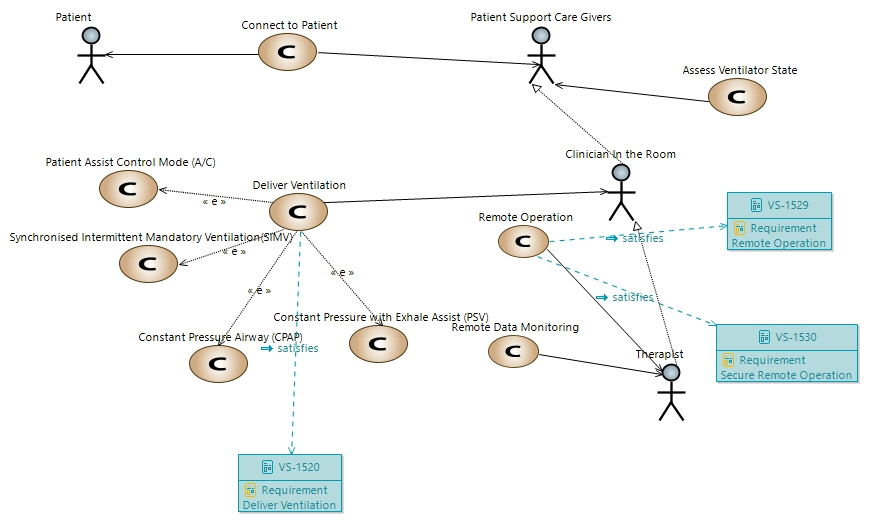 Patient
Patient Support Care Givers
Connect to Patient
C
Assess Ventilator State
C
Clinician In the Room
Patient Assist Control Mode (A/C)
C
Deliver Ventilation
« e »
C
VS-1529
Requirement
Remote Operation
Remote Operation
C
satisfies
Synchronised Intermittent Mandatory Ventilation(SIMV)
« e »
C
« e »
« e »
satisfies
Constant Pressure with Exhale Assist (PSV)
C
Remote Data Monitoring
C
Constant Pressure Airway (CPAP)
C
satisfies
Therapist
VS-1530
Requirement
Secure Remote Operation
VS-1520
Requirement
Deliver Ventilation